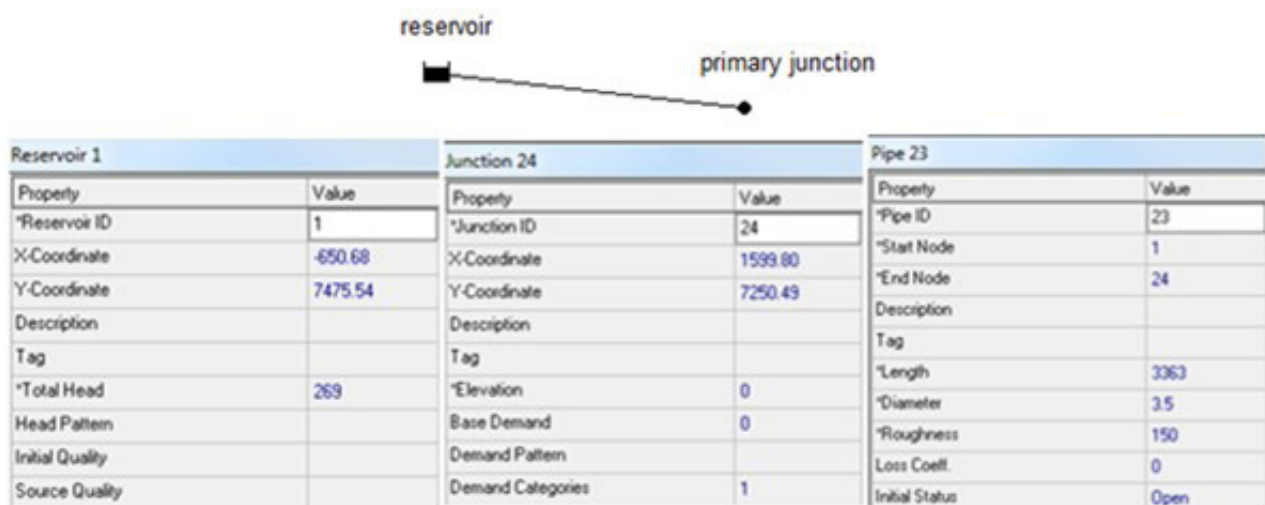 reservoir
primary junction
Reservoir 1
Property Value
*Reservoir ID 1
X-Coordinate -650.68
Y-Coordinate 7475.54
Description
Tag
*Total Head 269
Head Pattern
Initial Quality
Source Quality
Junction 24
Property Value
*Junction ID 24
X-Coordinate 1599.80
Y-Coordinate 7250.49
Description
Tag
*Elevation 0
Base Demand 0
Demand Pattern
Demand Categories 1
Pipe 23
Property Value
*Pipe ID 23
*Start Node 1
*End Node 24
Description
Tag
*Length 3363
*Diameter 3.5
*Roughness 150
Loss Coeff. 0
Initial Status Open